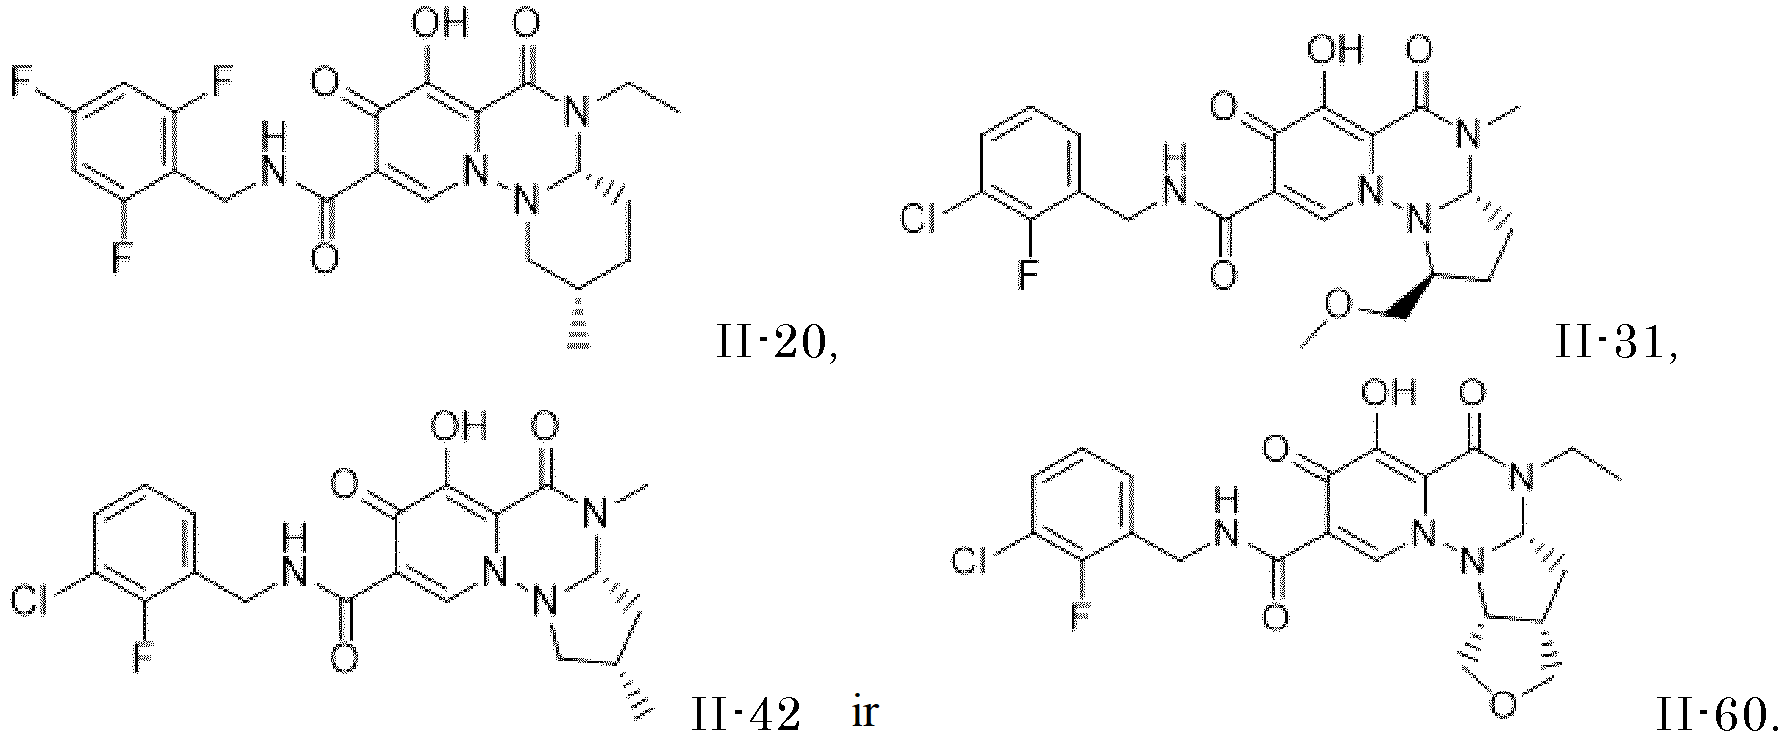 OH O
F F O N
H
N N
N
F O
II-20,
OH O
O N
H
N N
Cl N
F O
O
II-31,
OH O
O N
H
N N
Cl N
F O
II-42 ir
OH O
O N
H
N N
Cl N
F O
O
II-60.